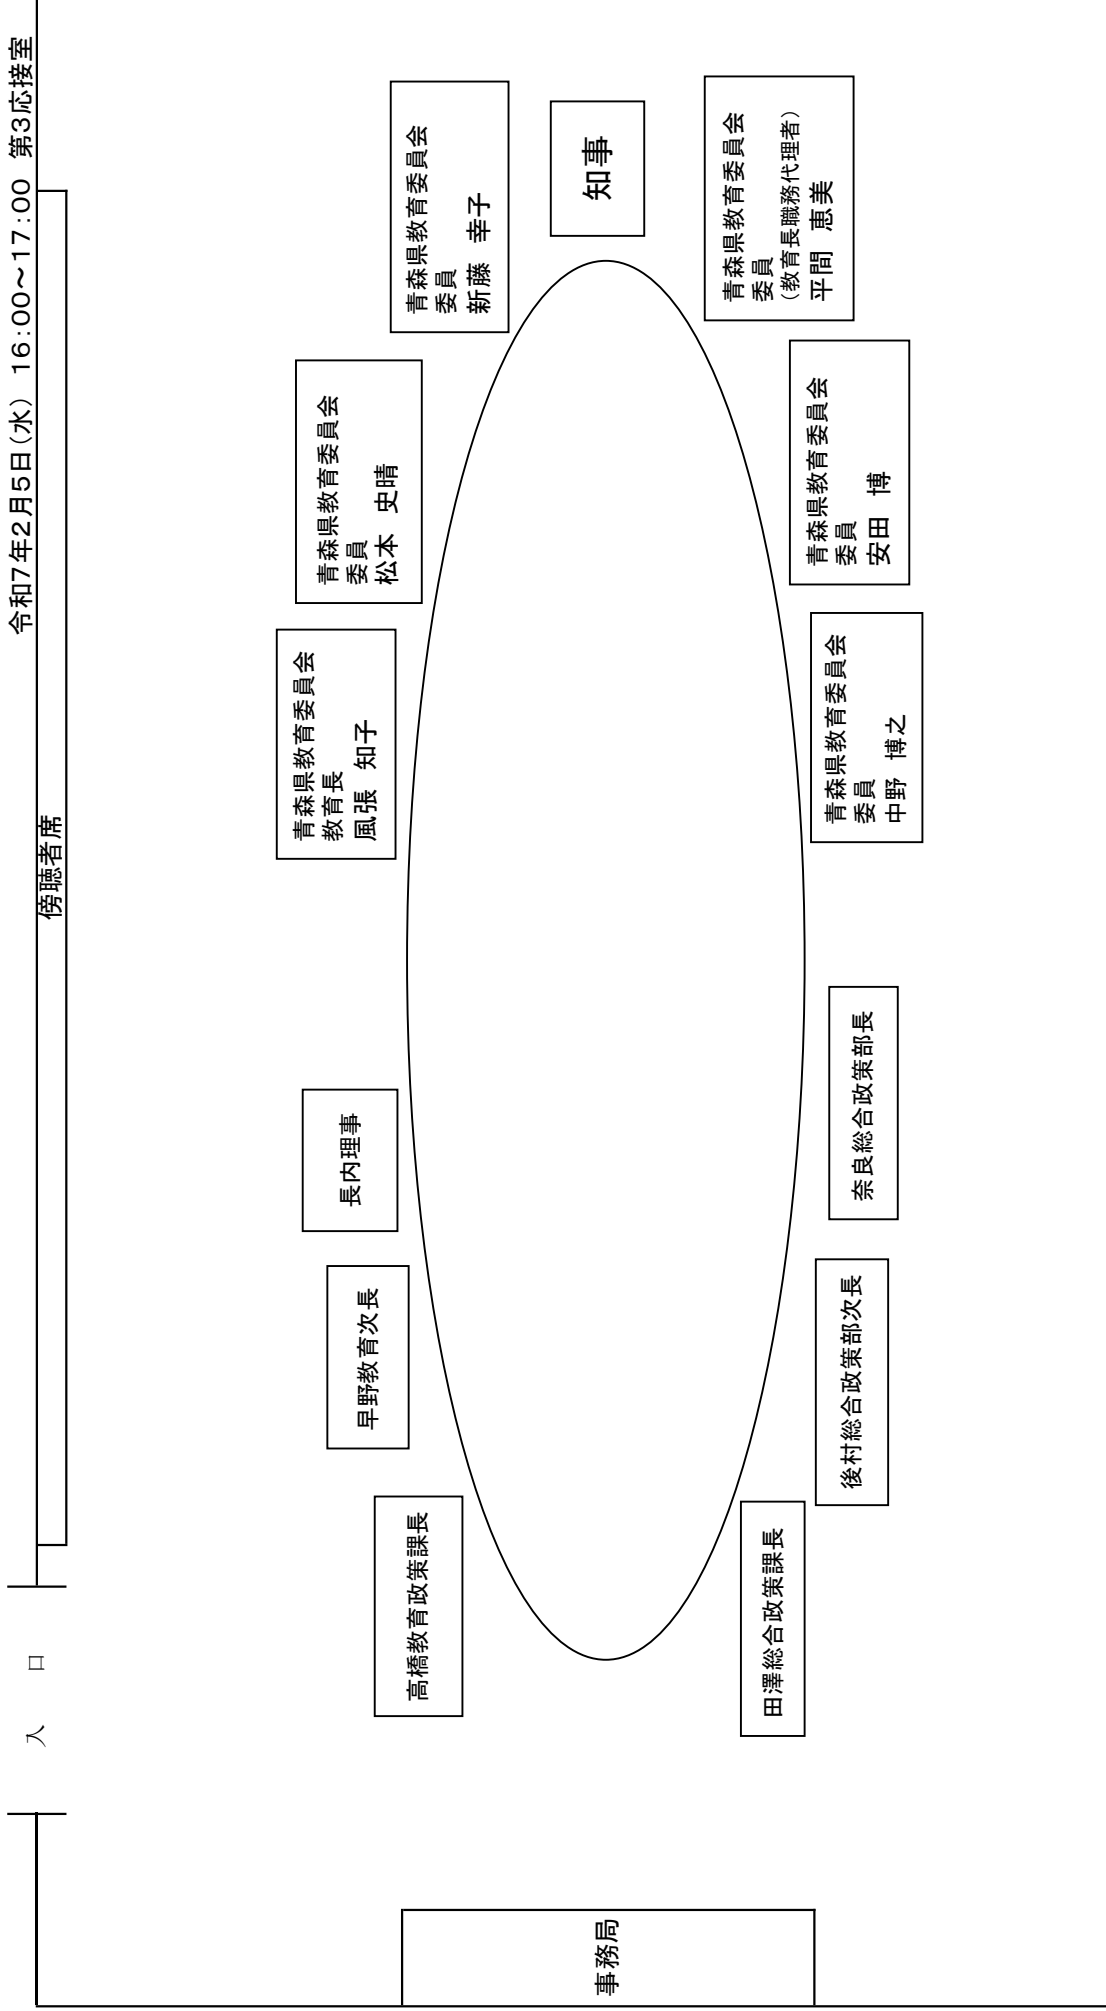 令和7年2月5日(水)　16:00～17:00　第3応接室
入　口
傍聴者席
高橋教育政策課長
早野教育次長
長内理事
青森県教育委員会
教育長
風張　知子
青森県教育委員会
委員
松本　史晴
青森県教育委員会
委員
新藤　幸子
事務局
知事
田澤総合政策課長
後村総合政策部次長
奈良総合政策部長
青森県教育委員会
委員
中野　博之
青森県教育委員会
委員
安田　博
青森県教育委員会
委員
（教育長職務代理者）
平間　恵美